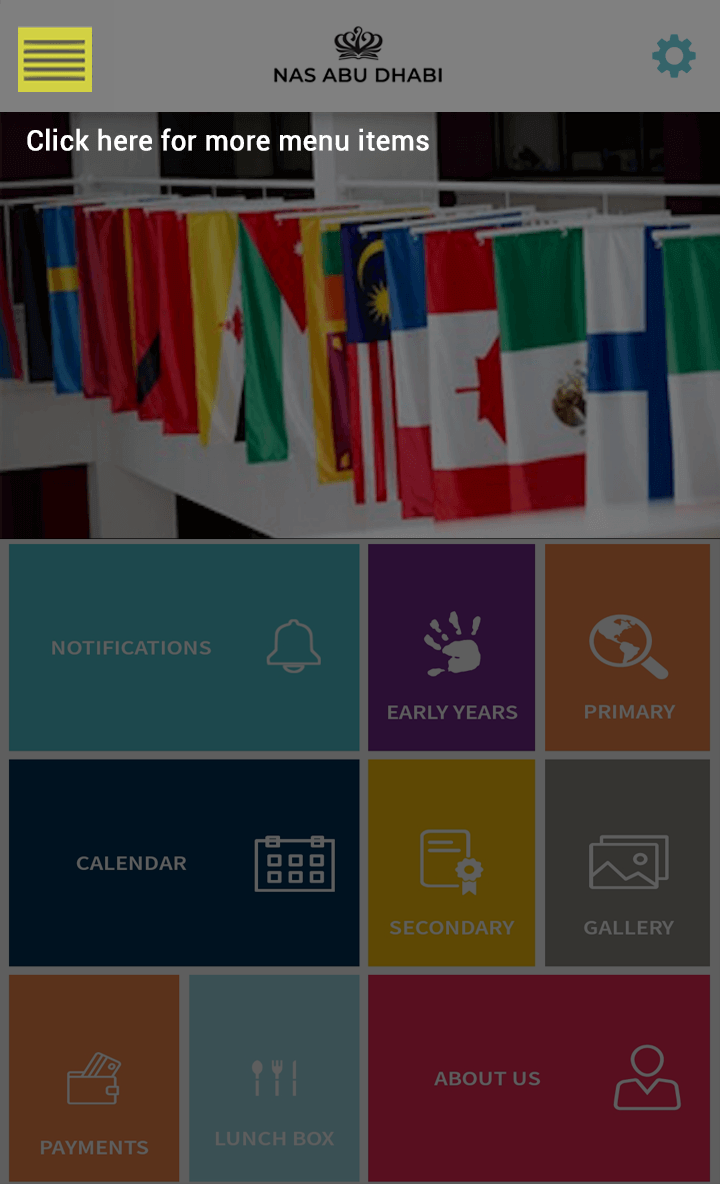 NAS ABU DHABI
Click here for more menu items
NOTIFICATIONS
EARLY YEARS
PRIMARY
CALENDAR
SECONDARY
GALLERY
PAYMENTS
LUNCH BOX
ABOUT US